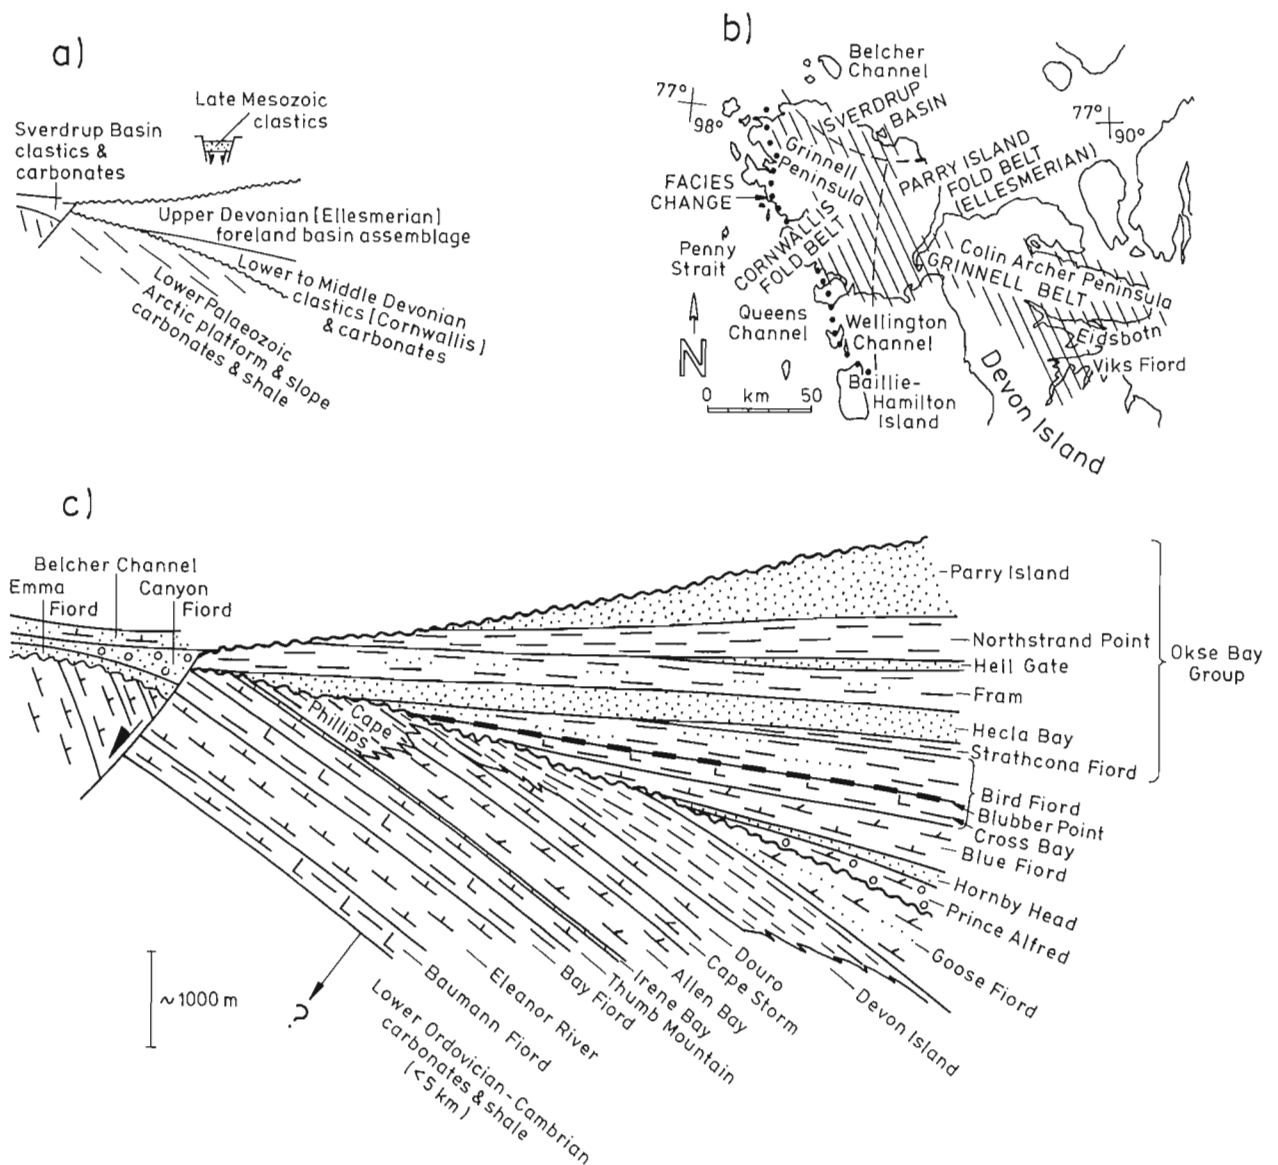 a)
Late Mesozoic
clastics
Sverdrup Basin
clastics &
carbonates
Upper Devonian [Ellesmerian]
foreland basin assemblage
Lower to Middle Devonian
clastics [Cornwallis]
& carbonates
Lower Palaeozoic
Arctic platform & slope
carbonates & shale
b)
Belcher
Channel
77°
98°
SVERDRUP
BASIN
77°
90°
Grinnell
Peninsula
PARRY ISLAND
FOLD BELT
(ELLESMERIAN)
FACIES
CHANGE
CORNWALLIS
FOLD BELT
Penny
Strait
Colin Archer Peninsula
GRINNELL BELT
Queens
Channel
Wellington
Channel
Eidsbotn
Viks Fiord
N
Baillie-
Hamilton
Island
0 km 50
Devon Island
c)
Belcher Channel
Emma
Fiord
Canyon
Fiord
Parry Island
Northstrand Point
Hell Gate
Fram
Hecla Bay
Strathcona Fiord
Okse Bay
Group
Bird Fiord
Blubber Point
Cross Bay
Blue Fiord
Hornby Head
Prince Alfred
Goose Fiord
Devon Island
Cape
Phillips
Douro
Cape Storm
Allen Bay
Irene Bay
Thumb Mountain
Bay Fiord
Eleanor River
Baumann Fiord
Lower Ordovician-Cambrian
carbonates & shale
(<5 km)
?
~1000 m